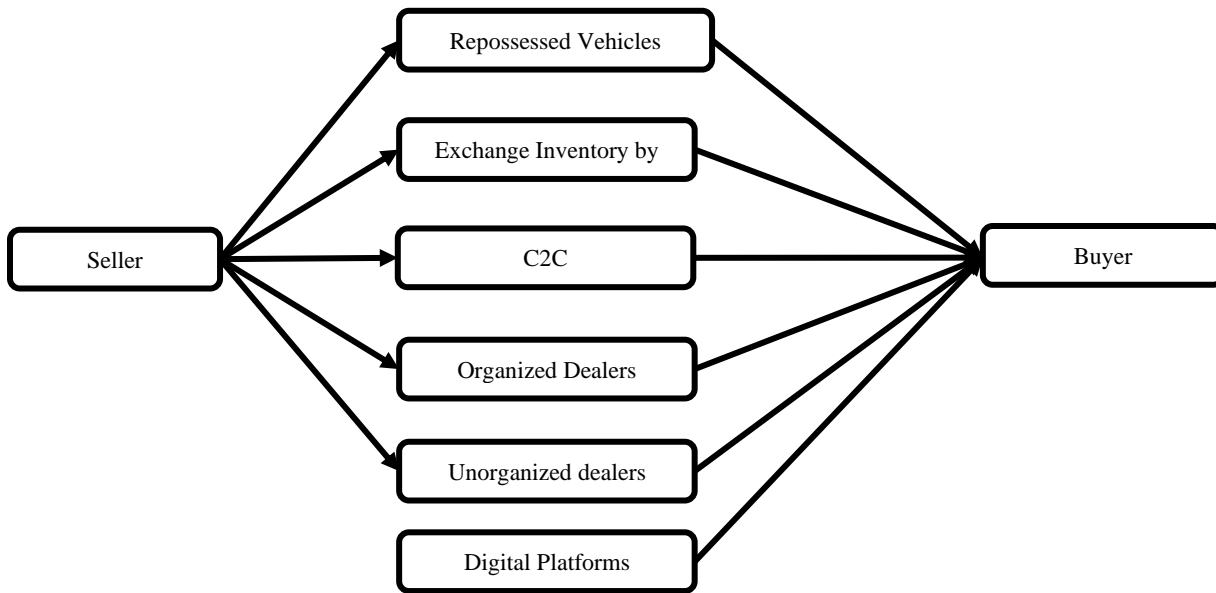 Repossessed Vehicles
Exchange Inventory by
C2C
Seller
Buyer
Organized Dealers
Unorganized dealers
Digital Platforms